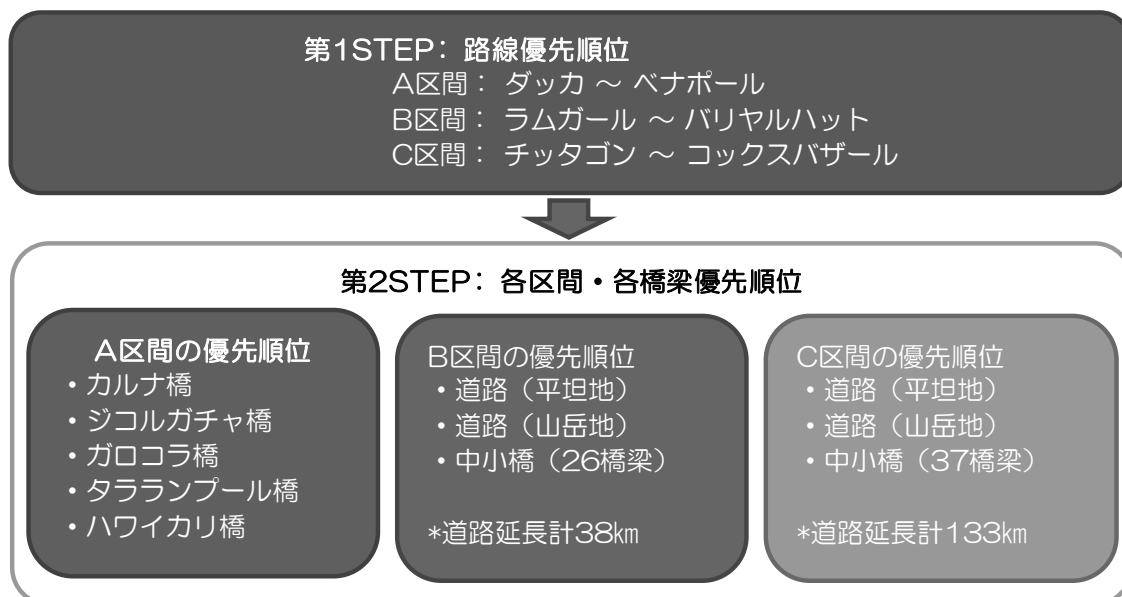 第1STEP： 路線優先順位
A区間： ダッカ ～ ベナポール
B区間： ラムガール ～ バリヤルハット
C区間： チッタゴン ～ コックスバザール
第2STEP： 各区間・各橋梁優先順位
A区間の優先順位
・カルナ橋
・ジコルガチャ橋
・ガロコラ橋
・タラランプール橋
・ハワイカリ橋
B区間の優先順位
・道路（平坦地）
・道路（山岳地）
・中小橋（26橋梁）
*道路延長計38㎞
C区間の優先順位
・道路（平坦地）
・道路（山岳地）
・中小橋（37橋梁）
*道路延長計133㎞